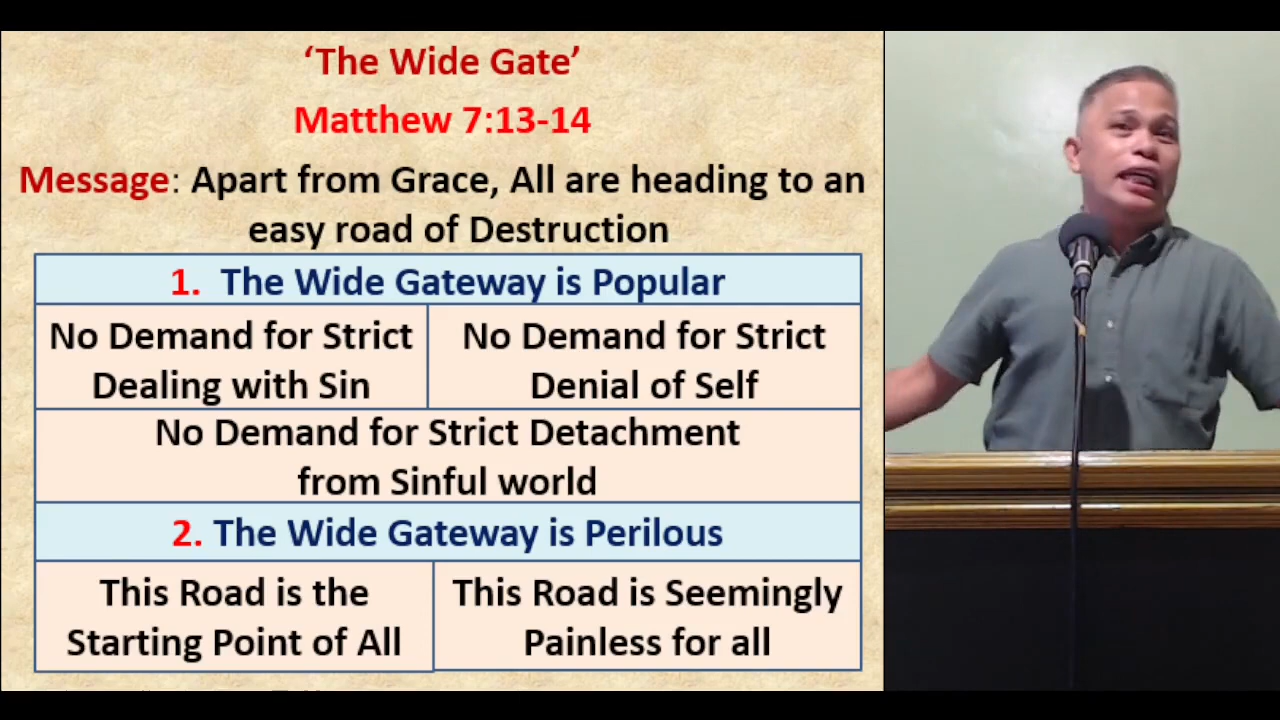 ‘The Wide Gate’
Matthew 7:13-14
Message: Apart from Grace, All are heading to an
easy road of Destruction
1. The Wide Gateway is Popular
No Demand for Strict
Dealing with Sin
No Demand for Strict
Denial of Self
No Demand for Strict Detachment
from Sinful world
2. The Wide Gateway is Perilous
This Road is the
Starting Point of All
This Road is Seemingly
Painless for all